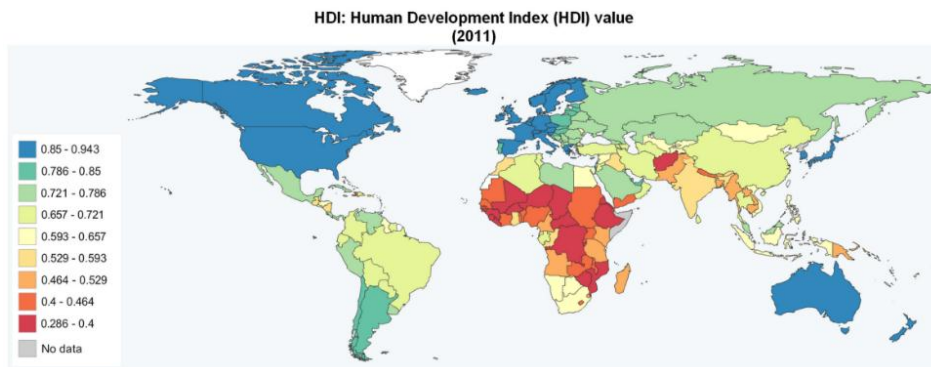 HDI: Human Development Index (HDI) value
(2011)
0.85 - 0.943
0.786 - 0.85
0.721 - 0.786
0.657 - 0.721
0.593 - 0.657
0.529 - 0.593
0.464 - 0.529
0.4 - 0.464
0.286 - 0.4
No data